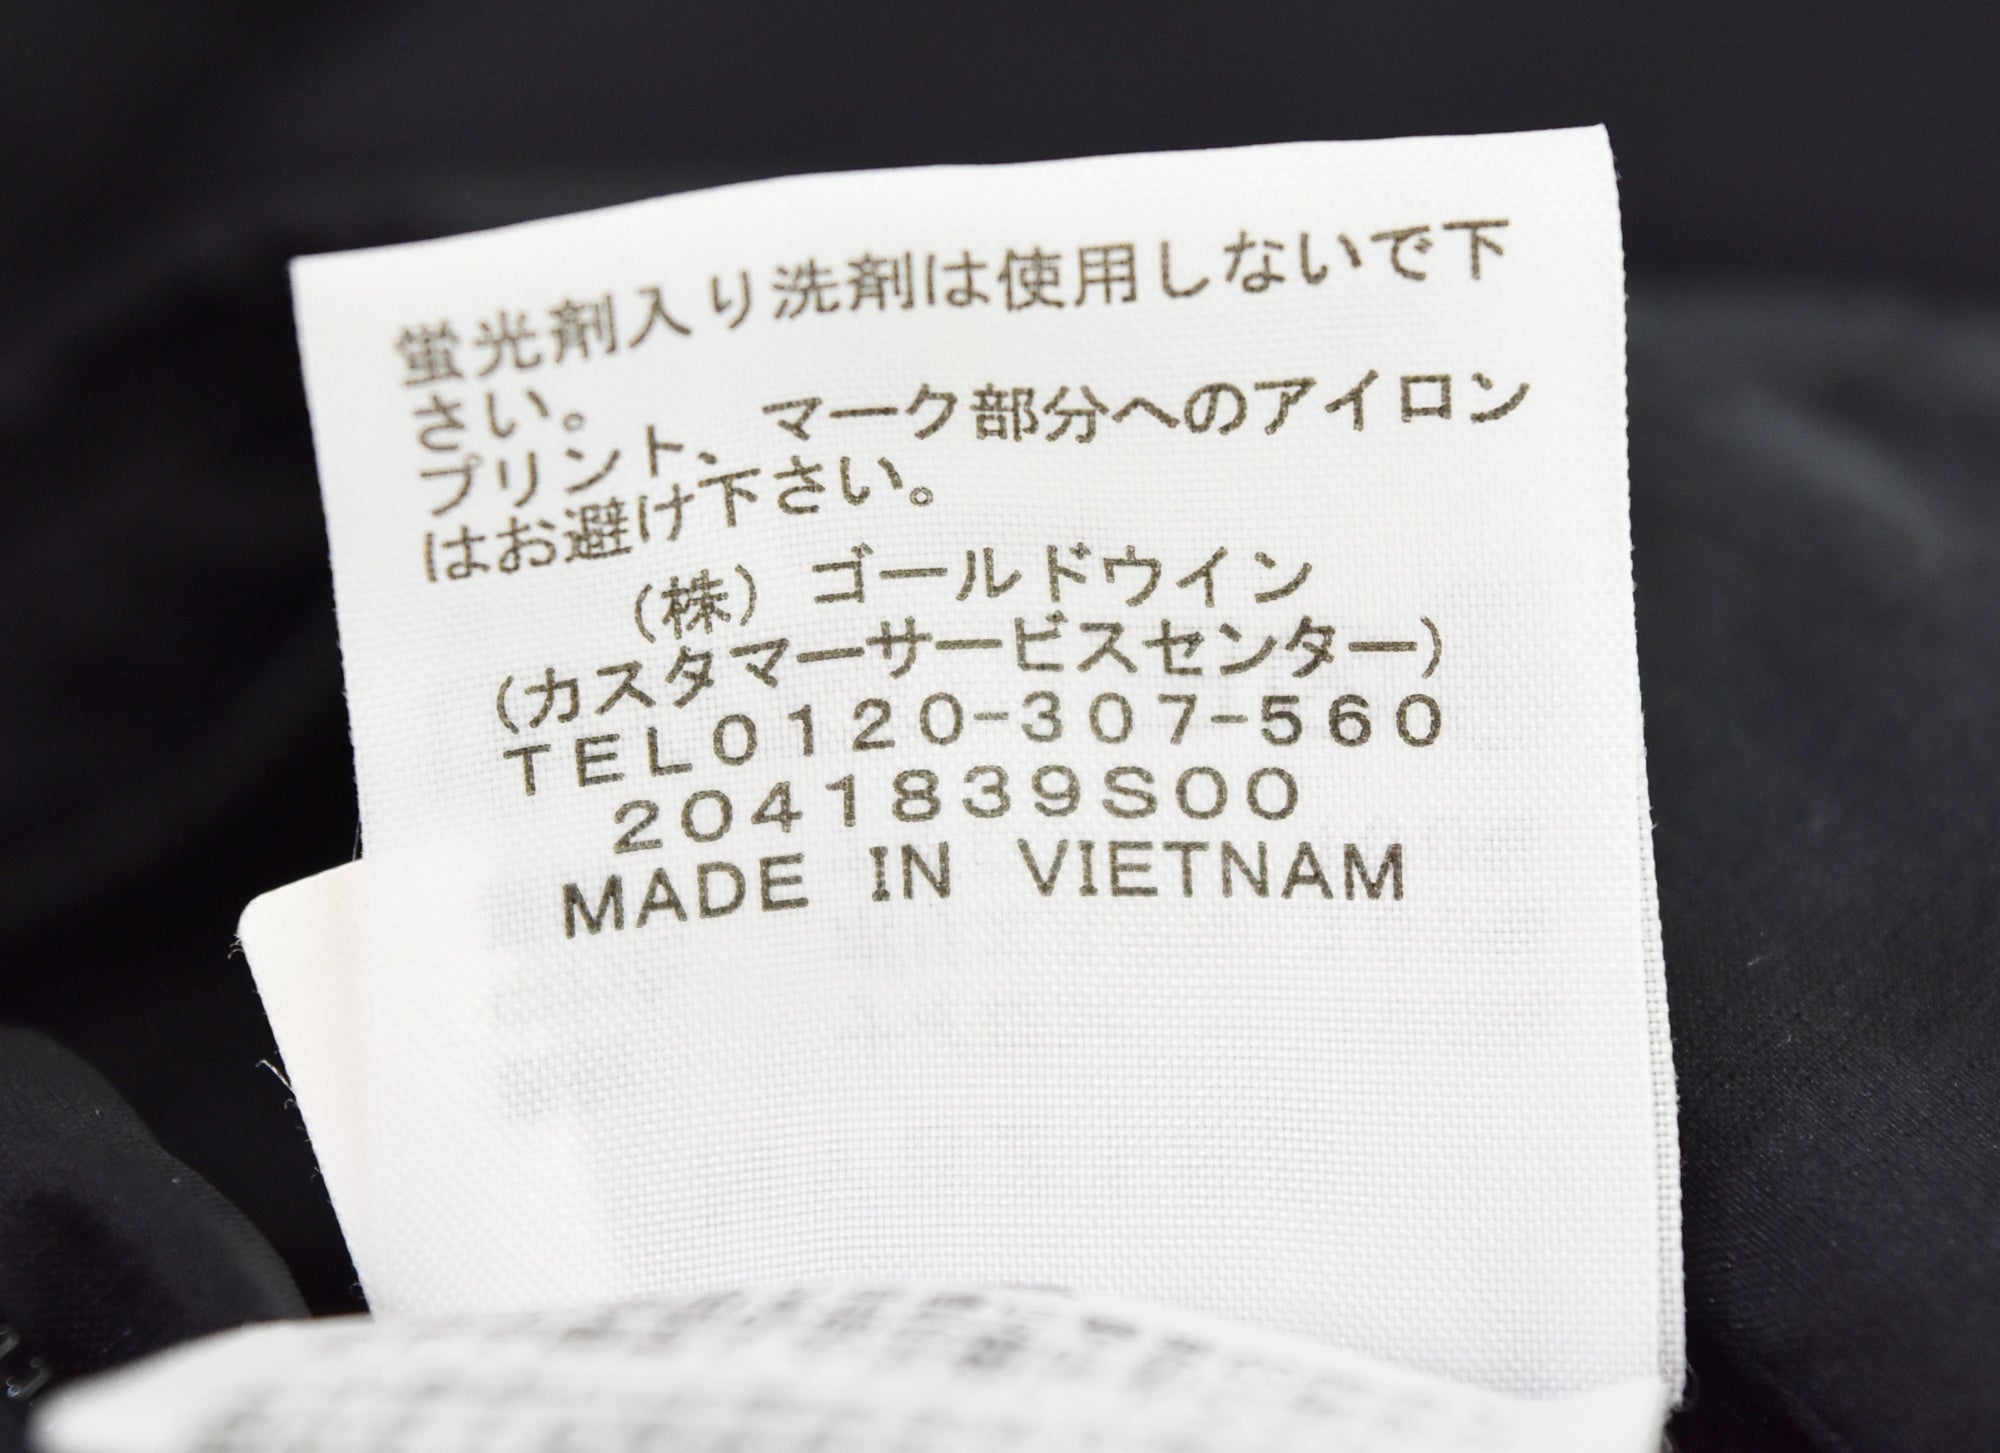 蛍光剤入り洗剤は使用しないで下
さい。
プリント、マーク部分へのアイロン
はお避け下さい。
(株)ゴールドウイン
(カスタマーサービスセンター)
TEL0120-307-560
2041839S00
MADE IN VIETNAM